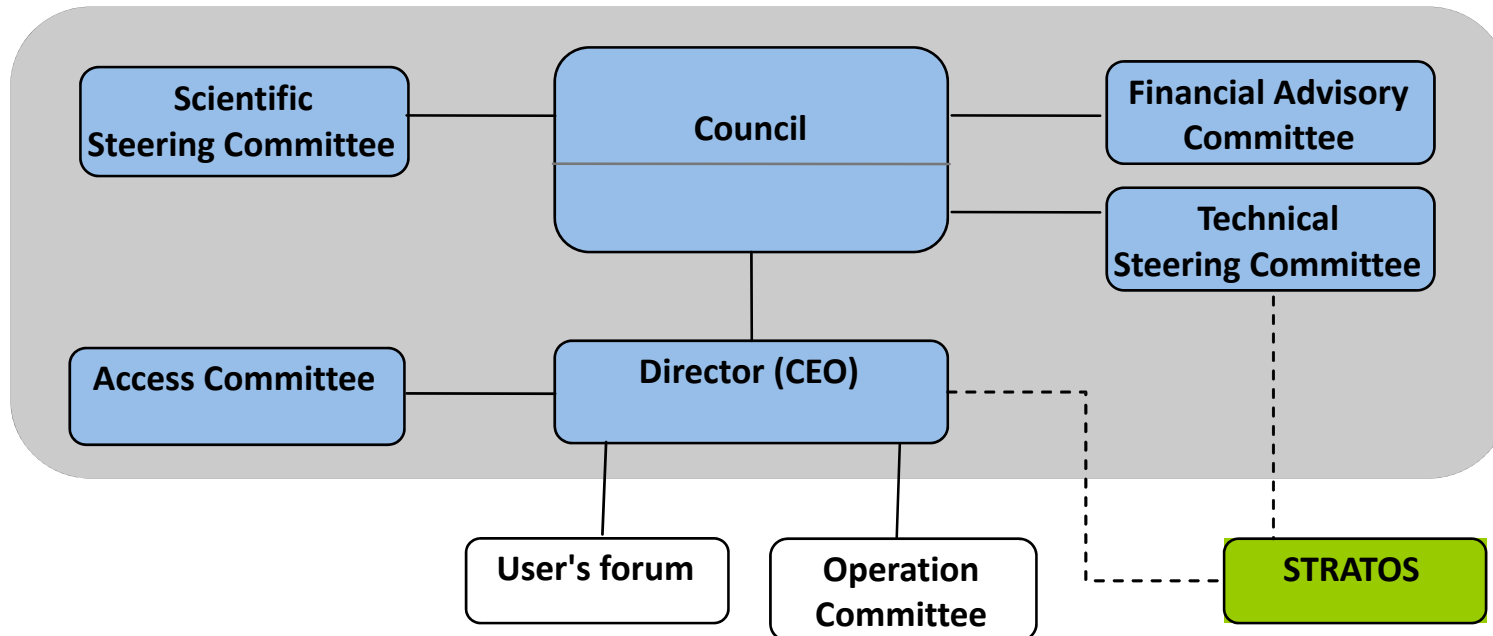 Scientific
Steering Committee
Council
Financial Advisory
Committee
Technical
Steering Committee
Access Committee
Director (CEO)
User's forum
Operation
Committee
STRATOS